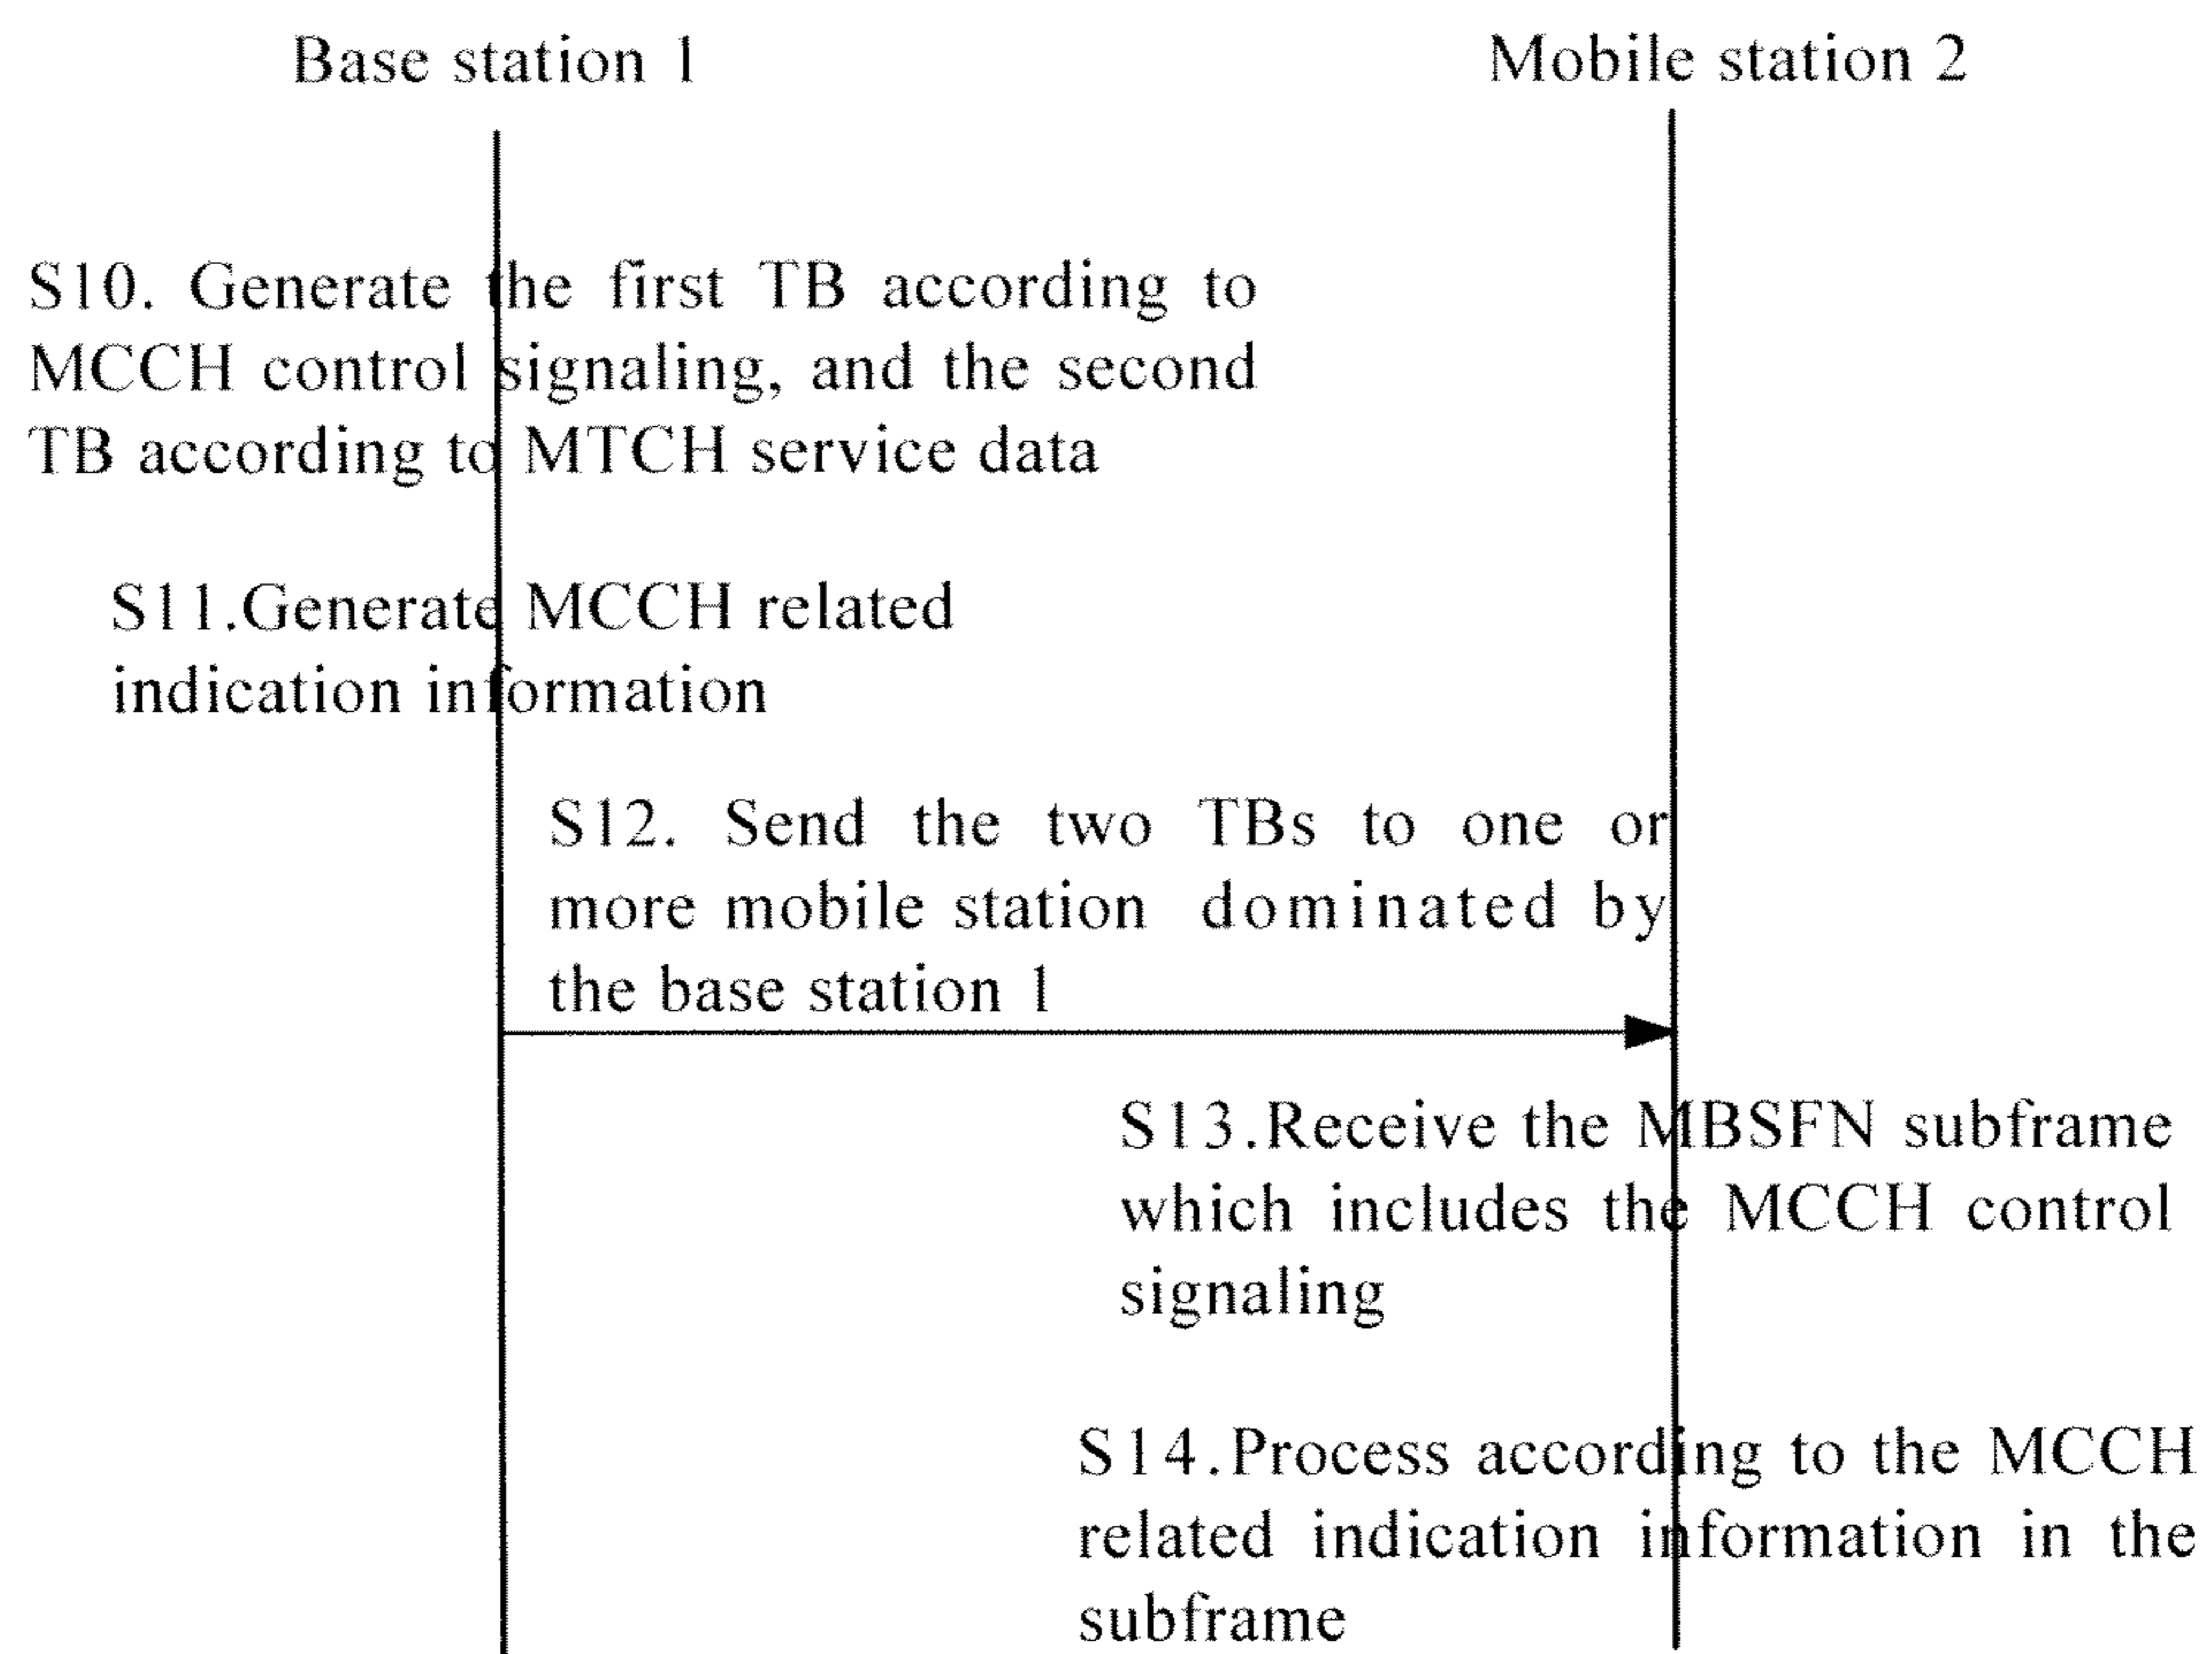 Base station 1
Mobile station 2
S10. Generate the first TB according to
MCCH control signaling, and the second
TB according to MTCH service data
S11.Generate MCCH related
indication information
S12. Send the two TBs to one or
more mobile station dominated by
the base station 1
S13.Receive the MBSFN subframe
which includes the MCCH control
signaling
S14.Process according to the MCCH
related indication information in the
subframe